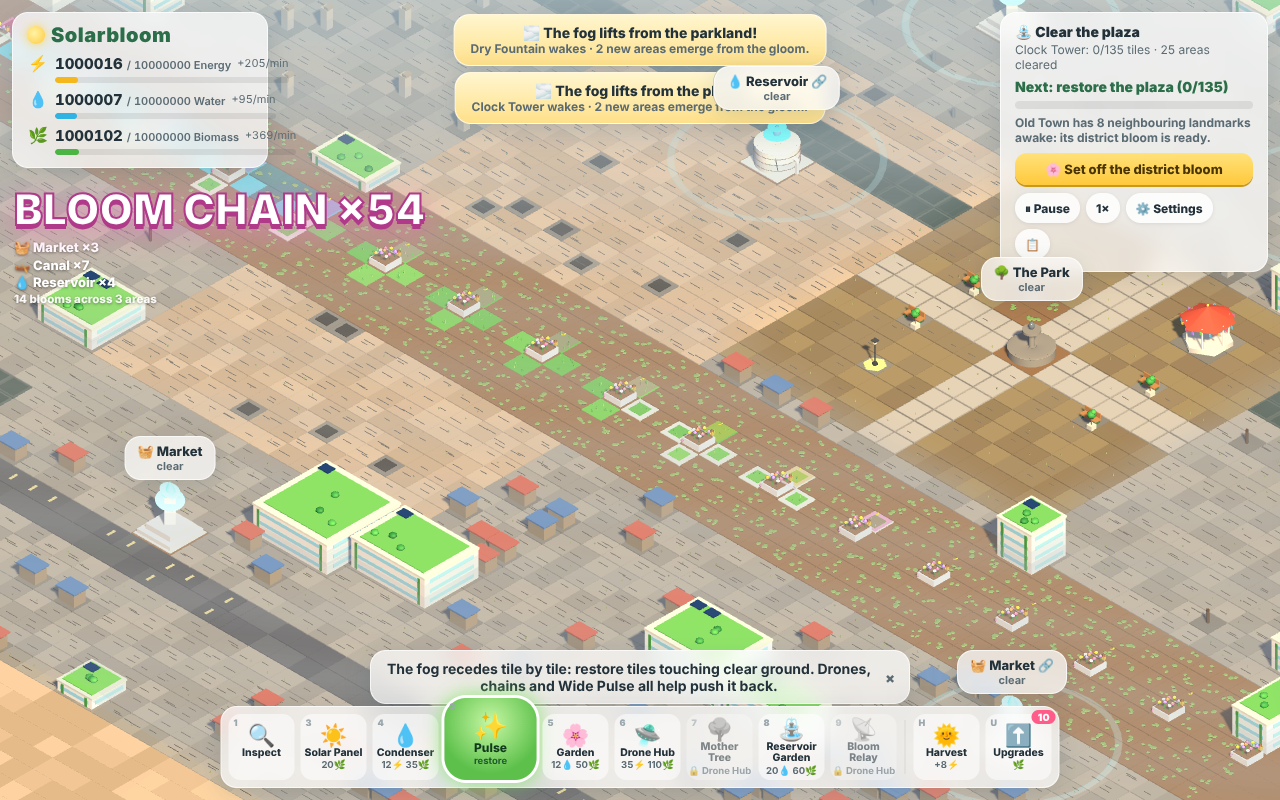 Solarbloom
1000016 / 10000000 Energy +205/min
1000007 / 10000000 Water +95/min
1000102 / 10000000 Biomass +369/min
BLOOM CHAIN ×54
Market ×3
Canal ×7
Reservoir ×4
14 blooms across 3 areas
The fog lifts from the parkland!
Dry Fountain wakes · 2 new areas emerge from the gloom.
The fog lifts from the
Clock Tower wakes · 2 new areas emerge
Reservoir
clear
Clear the plaza
Clock Tower: 0/135 tiles · 25 areas
cleared
Next: restore the plaza (0/135)
Old Town has 8 neighbouring landmarks
awake: its district bloom is ready.
Set off the district bloom
Pause
1×
Settings
The Park
clear
Market
clear
Market
clear
The fog recedes tile by tile: restore tiles touching clear ground. Drones,
chains and Wide Pulse all help push it back.
×
1
Inspect
3
Solar Panel
20
4
Condenser
12 35
Pulse
restore
5
Garden
12 50
6
Drone Hub
35 110
7
Mother
Tree
Drone Hub
8
Reservoir
Garden
20 60
9
Bloom
Relay
Drone Hub
H
Harvest
+8
U
10
Upgrades